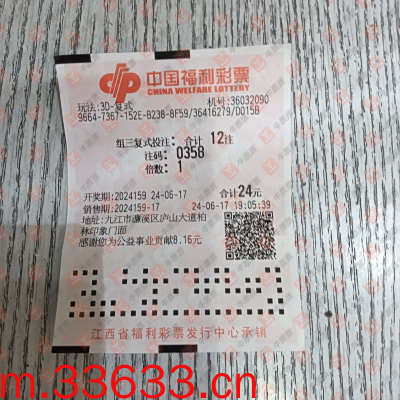 中国福利彩票
CHINA WELFARE LOTTERY
玩法:3D-复式 机号:36032090
9664-7367-152E-B238-8F59/36416279/D015B
组三复式投注: 合计 12注
注码: 0358
倍数: 1
开奖期:2024159 24-06-17 合计24元
销售期:2024159-17 24-06-17 19:05:39
地址:九江市濂溪区庐山大道柏
林印象门面
感谢您为公益事业贡献8.16元
江西省福利彩票发行中心承销
m.33633.cn